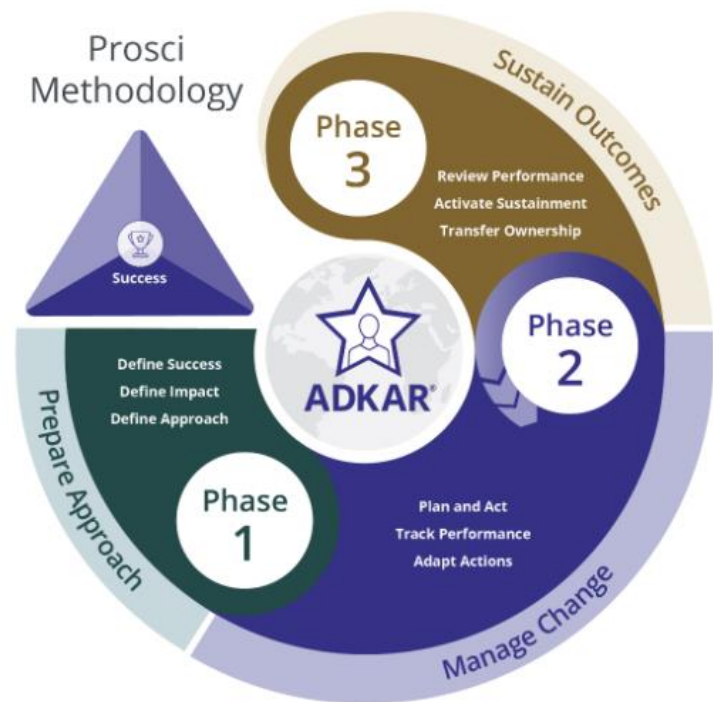 Prosci
Methodology
Success
Prepare Approach
Define Success
Define Impact
Define Approach
Phase
1
ADKAR®
Manage Change
Phase
2
Plan and Act
Track Performance
Adapt Actions
Sustain Outcomes
Phase
3
Review Performance
Activate Sustainment
Transfer Ownership